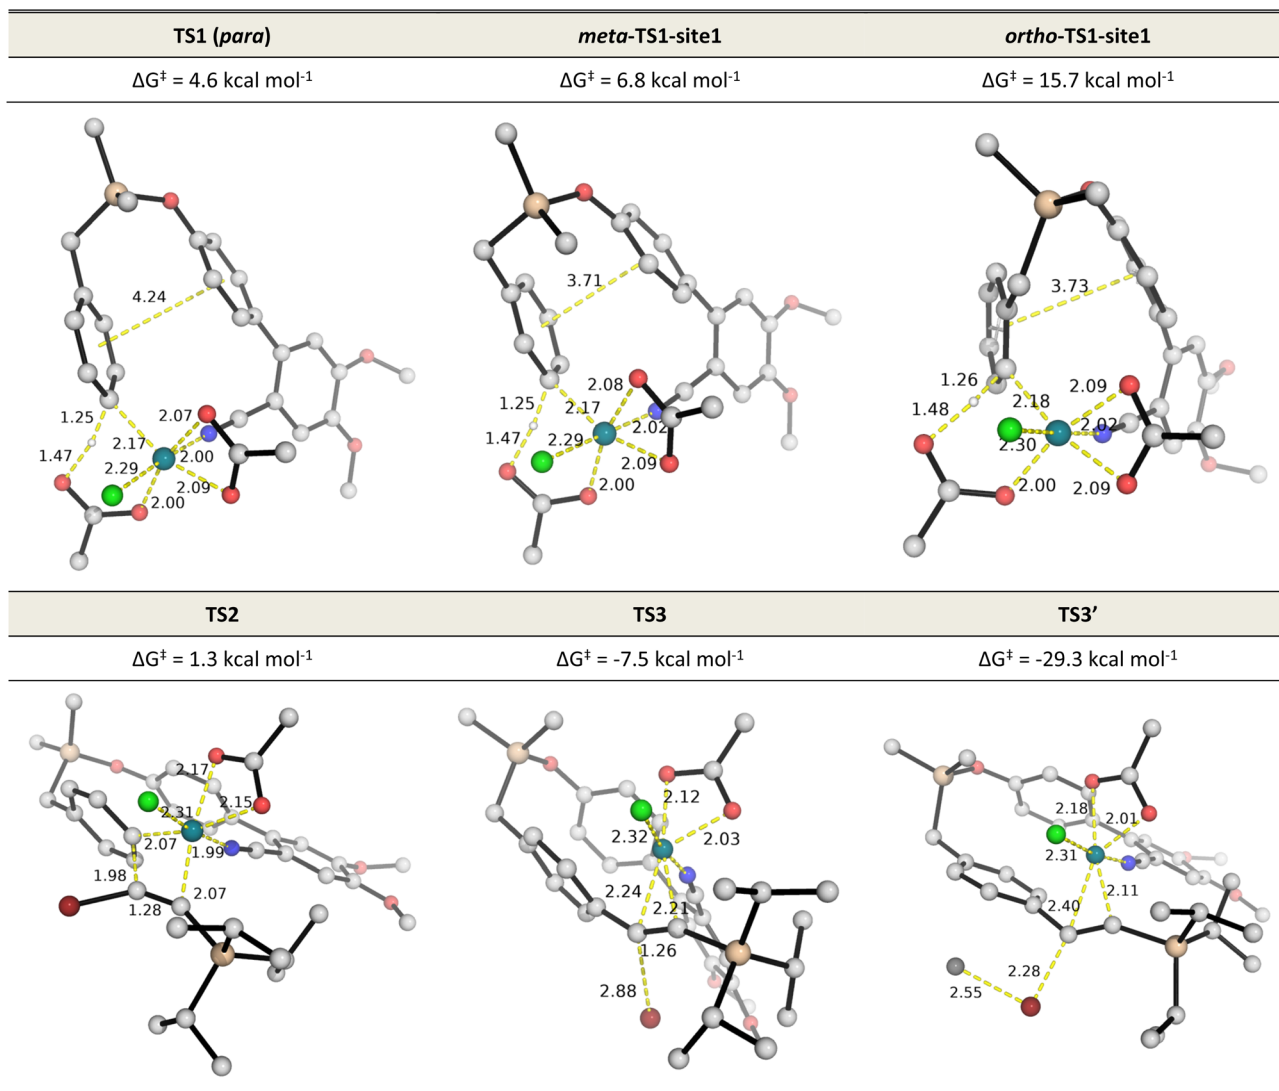 TS1 (para) meta-TS1-site1 ortho-TS1-site1
ΔG‡ = 4.6 kcal mol-1 ΔG‡ = 6.8 kcal mol-1 ΔG‡ = 15.7 kcal mol-1
4.24 3.71 3.73
1.25 2.07 1.25 2.08 1.26 2.09
1.47 2.17 2.00 2.17 2.02 1.48 2.18 2.02
2.29 2.09 1.47 2.29 2.09 2.30
2.00 2.00 2.00 2.09
TS2 TS3 TS3’
ΔG‡ = 1.3 kcal mol-1 ΔG‡ = -7.5 kcal mol-1 ΔG‡ = -29.3 kcal mol-1
2.17 2.12 2.18 2.01
2.31 2.15 2.32 2.03 2.31
2.07 1.99
1.98 2.07 2.24 2.21 2.40 2.11
1.28 1.26
2.88 2.28
2.55